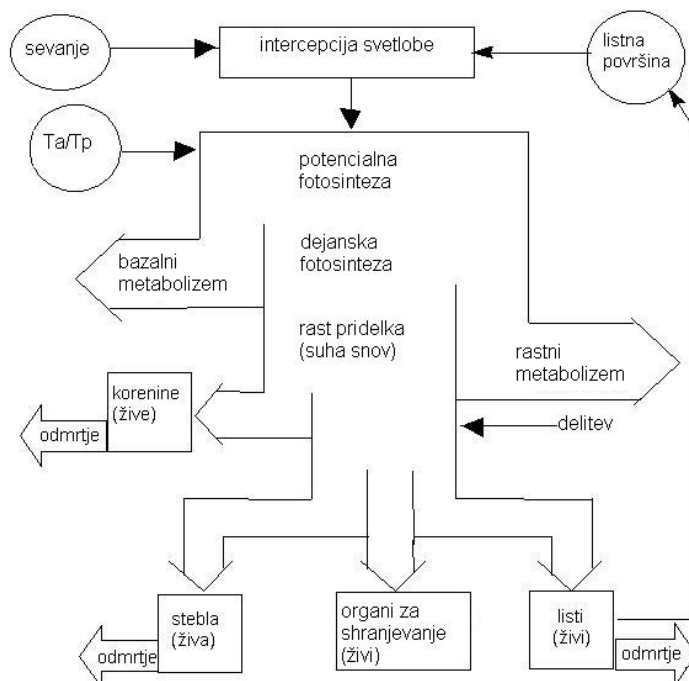 sevanje
intercepcija svetlobe
listna
površina
Ta/Tp
potencialna
fotosinteza
dejanska
fotosinteza
bazalni
metabolizem
rast pridelka
(suha snov)
rastni
metabolizem
korenine
(žive)
odmrtje
delitev
stebla
(živa)
organi za
shranjevanje
(živi)
listi
(živi)
odmrtje
odmrtje